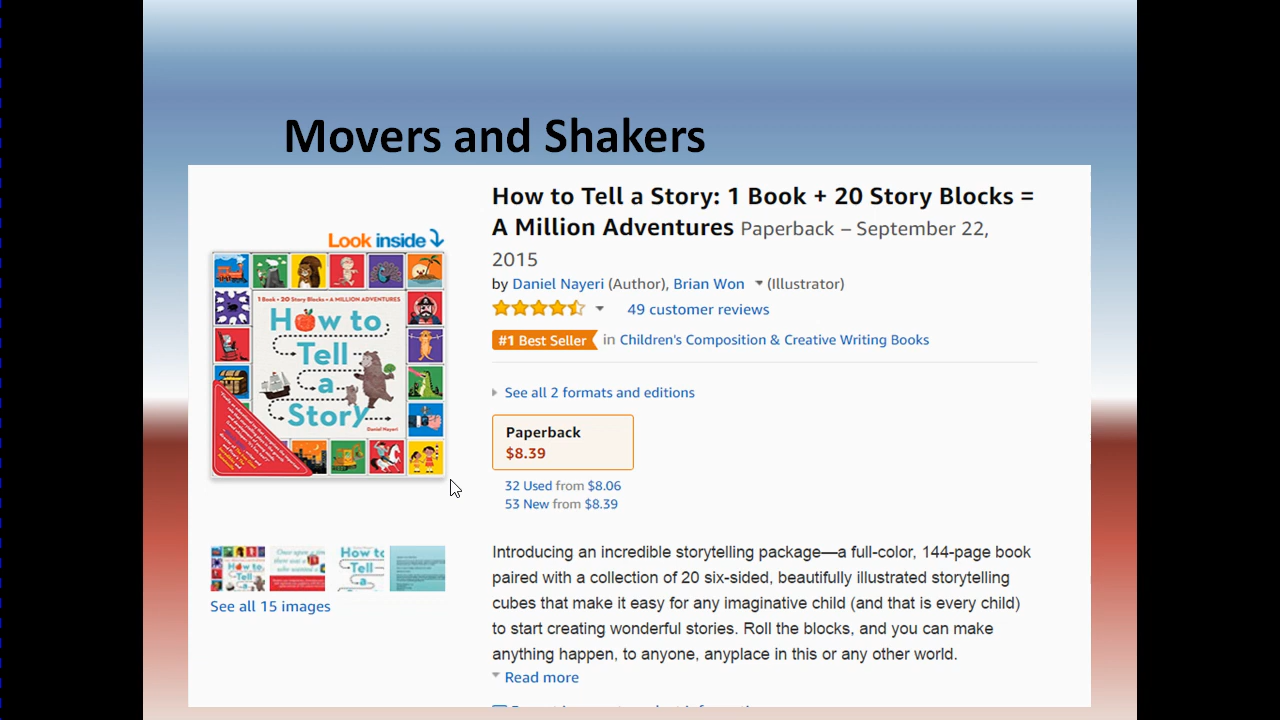 Movers and Shakers
How to Tell a Story: 1 Book + 20 Story Blocks =
A Million Adventures Paperback – September 22,
2015
by Daniel Nayeri (Author), Brian Won (Illustrator)
49 customer reviews
#1 Best Seller in Children's Composition & Creative Writing Books
See all 2 formats and editions
Paperback
$8.39
32 Used from $8.06
53 New from $8.39
Introducing an incredible storytelling package—a full-color, 144-page book
paired with a collection of 20 six-sided, beautifully illustrated storytelling
cubes that make it easy for any imaginative child (and that is every child)
to start creating wonderful stories. Roll the blocks, and you can make
anything happen, to anyone, anyplace in this or any other world.
Read more
Look inside
1 Book + 20 Story Blocks = A MILLION ADVENTURES
How to
Tell
a
Story
Daniel Nayeri
How to
Tell
a
See all 15 images